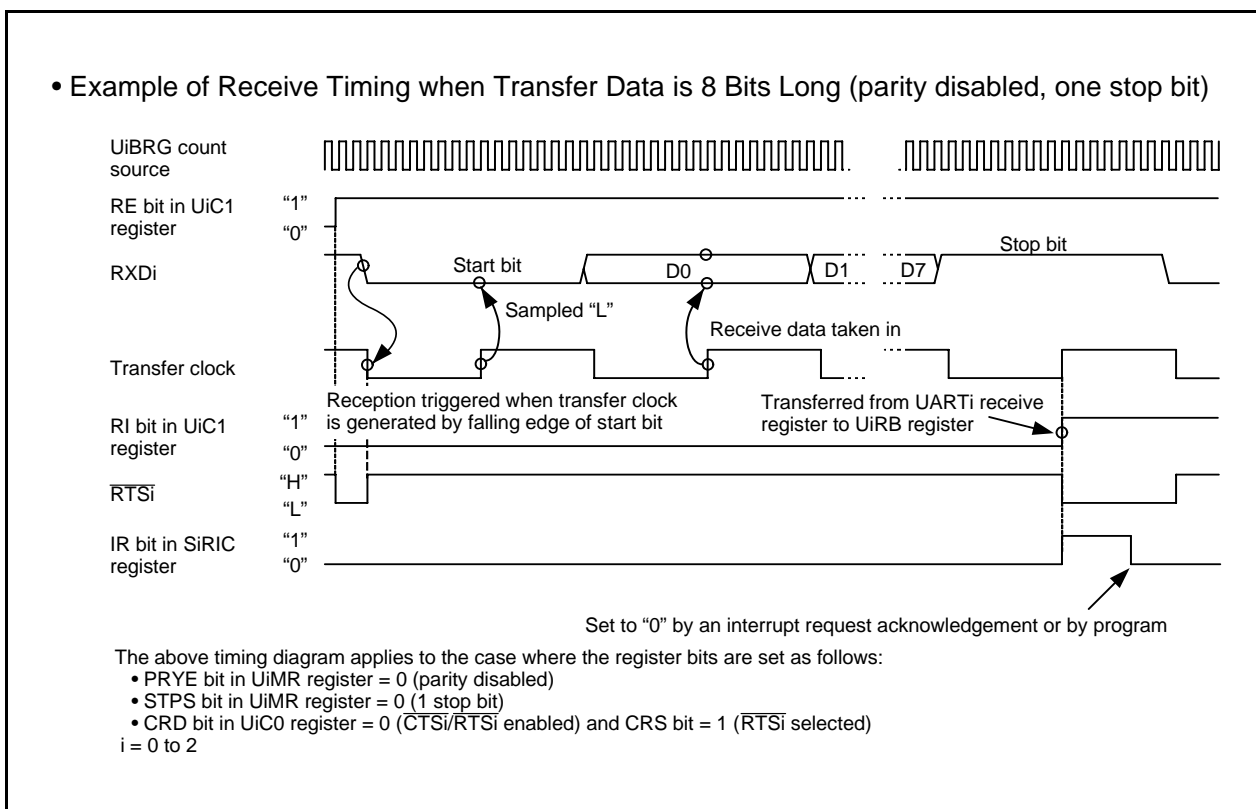 • Example of Receive Timing when Transfer Data is 8 Bits Long (parity disabled, one stop bit)
UiBRG count
source
RE bit in UiC1
register
“1”
“0”
RXDi
Start bit
D0
D1
D7
Stop bit
Sampled “L”
Receive data taken in
Transfer clock
Reception triggered when transfer clock
is generated by falling edge of start bit
Transferred from UARTi receive
register to UiRB register
RI bit in UiC1
register
“1”
“0”
RTSi
“H”
“L”
IR bit in SiRIC
register
“1”
“0”
Set to “0” by an interrupt request acknowledgement or by program
The above timing diagram applies to the case where the register bits are set as follows:
• PRYE bit in UiMR register = 0 (parity disabled)
• STPS bit in UiMR register = 0 (1 stop bit)
• CRD bit in UiC0 register = 0 (CTSi/RTSi enabled) and CRS bit = 1 (RTSi selected)
i = 0 to 2